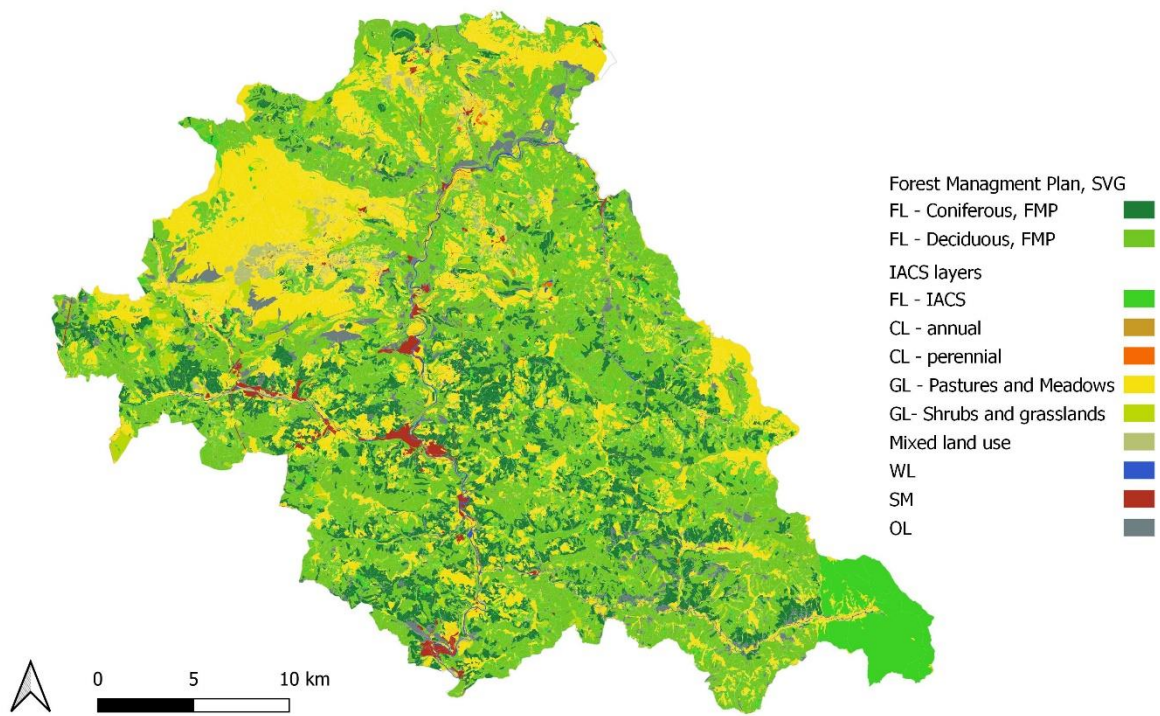 Forest Managment Plan, SVG
FL - Coniferous, FMP
FL - Deciduous, FMP
IACS layers
FL - IACS
CL - annual
CL - perennial
GL - Pastures and Meadows
GL- Shrubs and grasslands
Mixed land use
WL
SM
OL
0 5 10 km